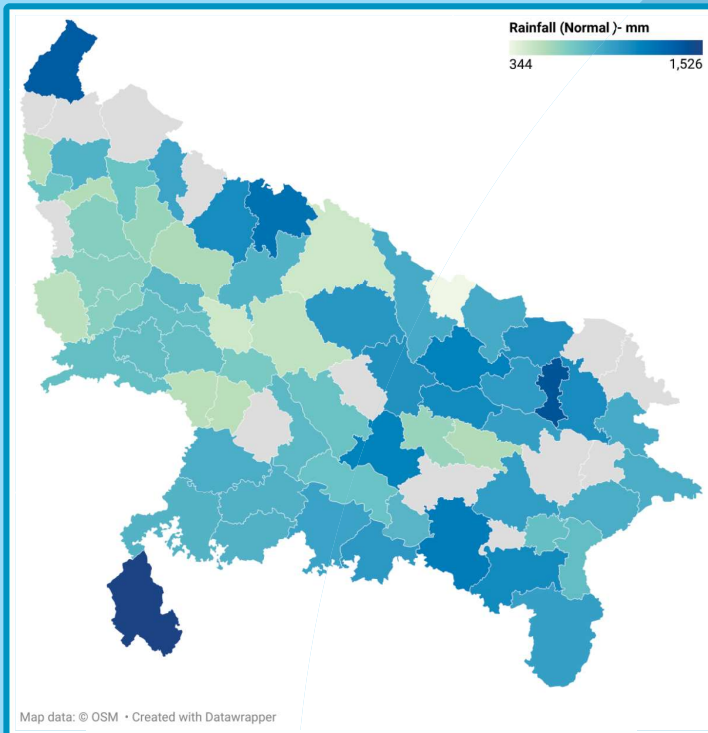 Rainfall (Normal )- mm
344 1,526
Map data: © OSM • Created with Datawrapper